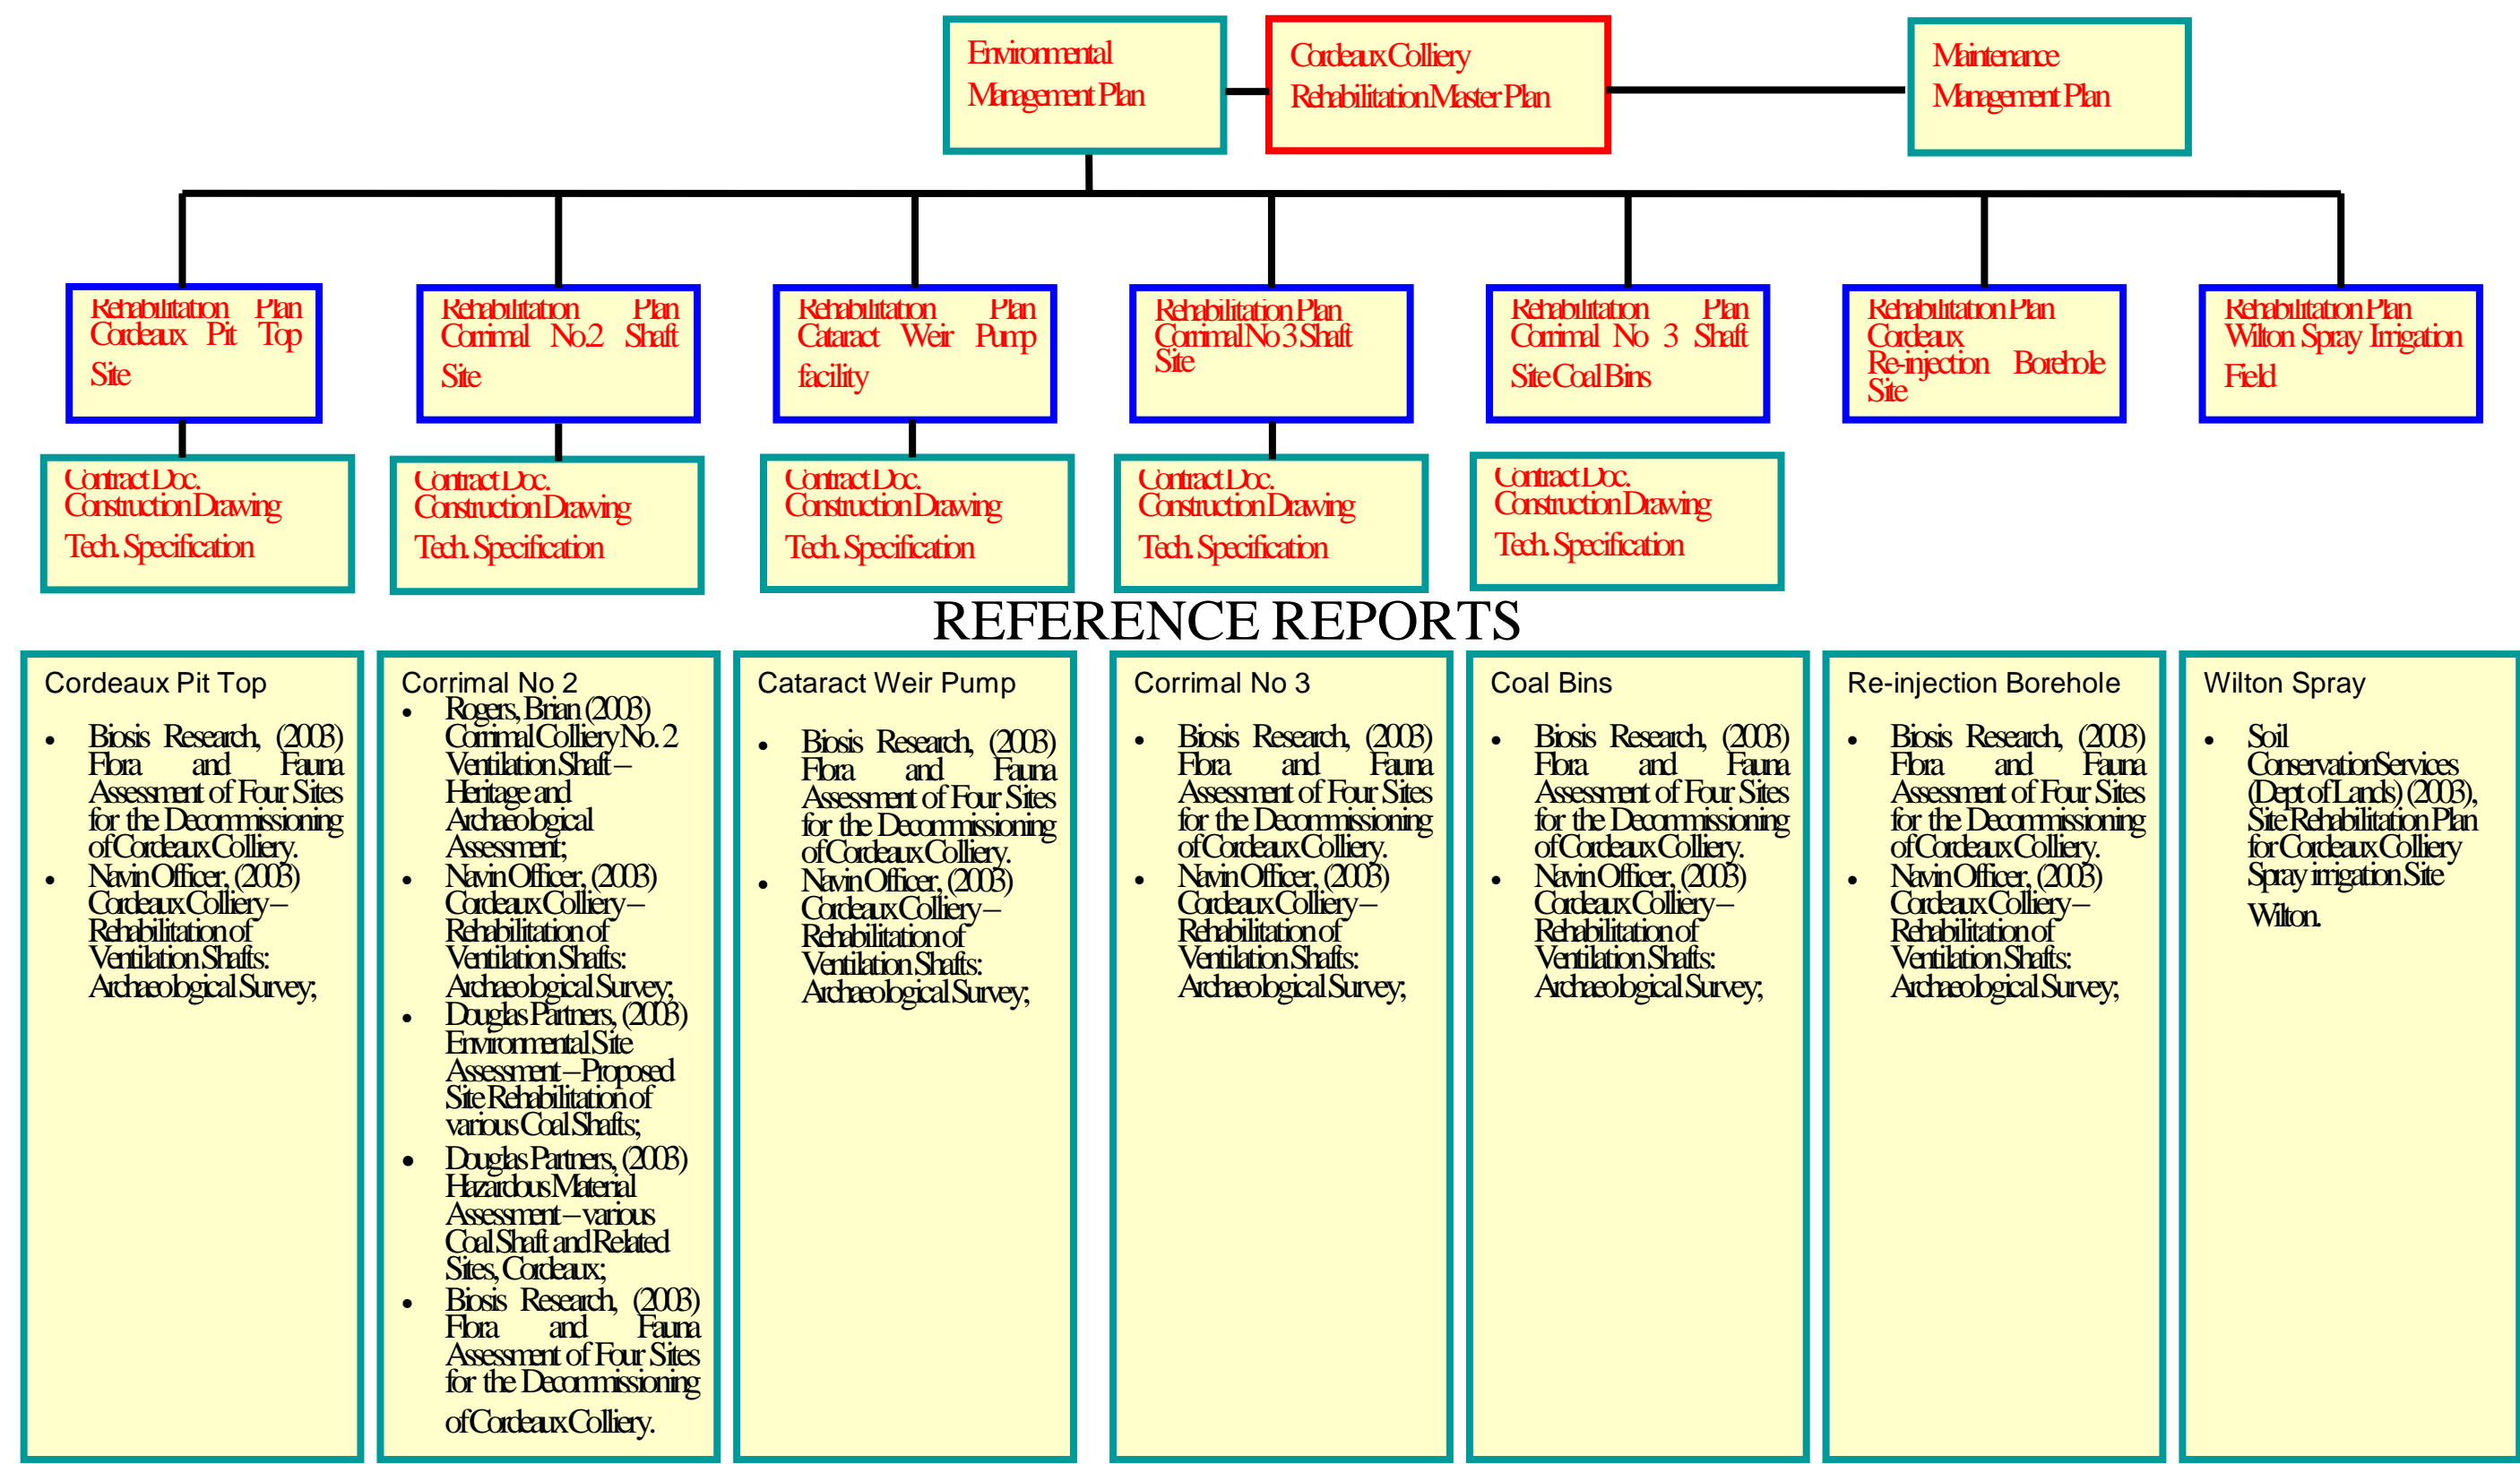 Environmental
Management Plan
Cordeaux Colliery
Rehabilitation Master Plan
Maintenance
Management Plan
Rehabilitation Plan
Cordeaux Pit Top
Site
Rehabilitation Plan
Corrimal No.2 Shaft
Site
Rehabilitation Plan
Cataract Weir Pump
facility
Rehabilitation Plan
Corrimal No 3 Shaft
Site
Rehabilitation Plan
Corrimal No 3 Shaft
Site Coal Bins
Rehabilitation Plan
Cordeaux
Re-injection Borehole
Site
Rehabilitation Plan
Wilton Spray Irrigation
Field
Contract Doc.
Construction Drawing
Tech. Specification
Contract Doc.
Construction Drawing
Tech. Specification
Contract Doc.
Construction Drawing
Tech. Specification
Contract Doc.
Construction Drawing
Tech. Specification
Contract Doc.
Construction Drawing
Tech. Specification
REFERENCE REPORTS
Cordeaux Pit Top
• Biosis Research, (2003)
Flora and Fauna
Assessment of Four Sites
for the Decommissioning
of Cordeaux Colliery.
• Navin Officer, (2003)
Cordeaux Colliery –
Rehabilitation of
Ventilation Shafts:
Archaeological Survey;
Corrimal No 2
• Rogers, Brian (2003)
Corrimal Colliery No. 2
Ventilation Shaft –
Heritage and
Archaeological
Assessment;
• Navin Officer, (2003)
Cordeaux Colliery –
Rehabilitation of
Ventilation Shafts:
Archaeological Survey;
• Douglas Partners, (2003)
Environmental Site
Assessment – Proposed
Site Rehabilitation of
various Coal Shafts;
• Douglas Partners, (2003)
Hazardous Material
Assessment – various
Coal Shaft and Related
Sites, Cordeaux;
• Biosis Research, (2003)
Flora and Fauna
Assessment of Four Sites
for the Decommissioning
of Cordeaux Colliery.
Cataract Weir Pump
• Biosis Research, (2003)
Flora and Fauna
Assessment of Four Sites
for the Decommissioning
of Cordeaux Colliery.
• Navin Officer, (2003)
Cordeaux Colliery –
Rehabilitation of
Ventilation Shafts:
Archaeological Survey;
Corrimal No 3
• Biosis Research, (2003)
Flora and Fauna
Assessment of Four Sites
for the Decommissioning
of Cordeaux Colliery.
• Navin Officer, (2003)
Cordeaux Colliery –
Rehabilitation of
Ventilation Shafts:
Archaeological Survey;
Coal Bins
• Biosis Research, (2003)
Flora and Fauna
Assessment of Four Sites
for the Decommissioning
of Cordeaux Colliery.
• Navin Officer, (2003)
Cordeaux Colliery –
Rehabilitation of
Ventilation Shafts:
Archaeological Survey;
Re-injection Borehole
• Biosis Research, (2003)
Flora and Fauna
Assessment of Four Sites
for the Decommissioning
of Cordeaux Colliery.
• Navin Officer, (2003)
Cordeaux Colliery –
Rehabilitation of
Ventilation Shafts:
Archaeological Survey;
Wilton Spray
• Soil
Conservation Services
(Dept of Lands) (2003),
Site Rehabilitation Plan
for Cordeaux Colliery
Spray irrigation Site
Wilton.